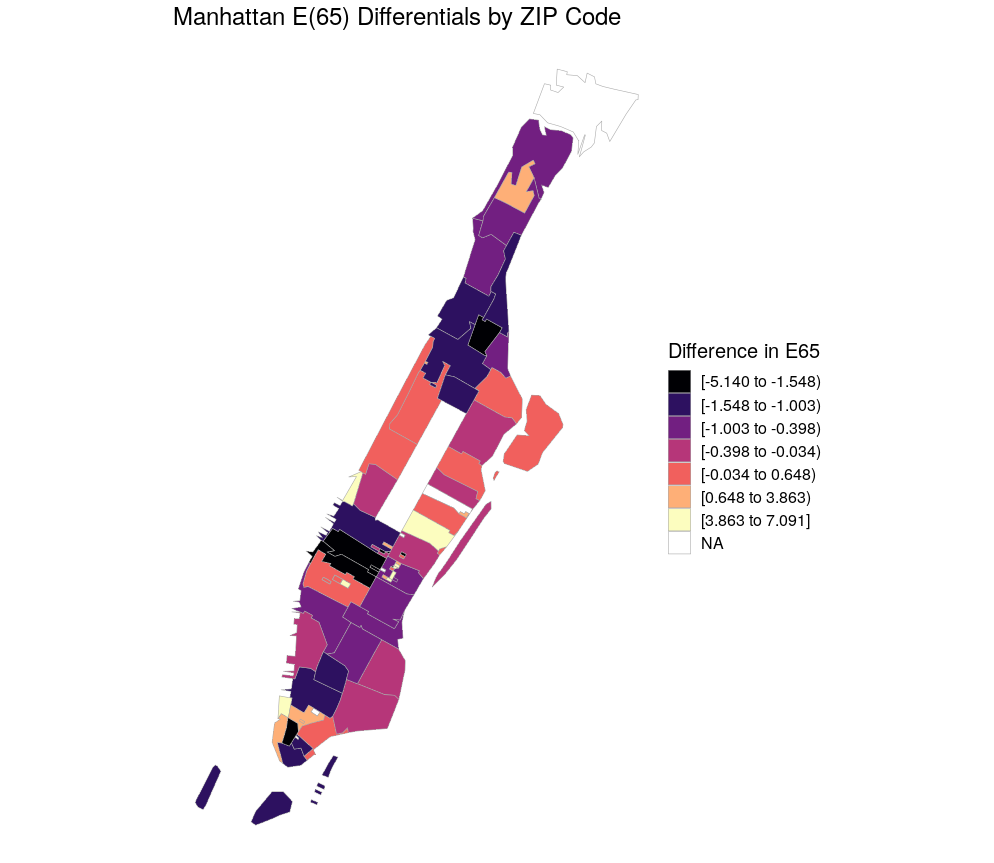 Manhattan E(65) Differentials by ZIP Code
Difference in E65
[-5.140 to -1.548)
[-1.548 to -1.003)
[-1.003 to -0.398)
[-0.398 to -0.034)
[-0.034 to 0.648)
[0.648 to 3.863)
[3.863 to 7.091]
NA